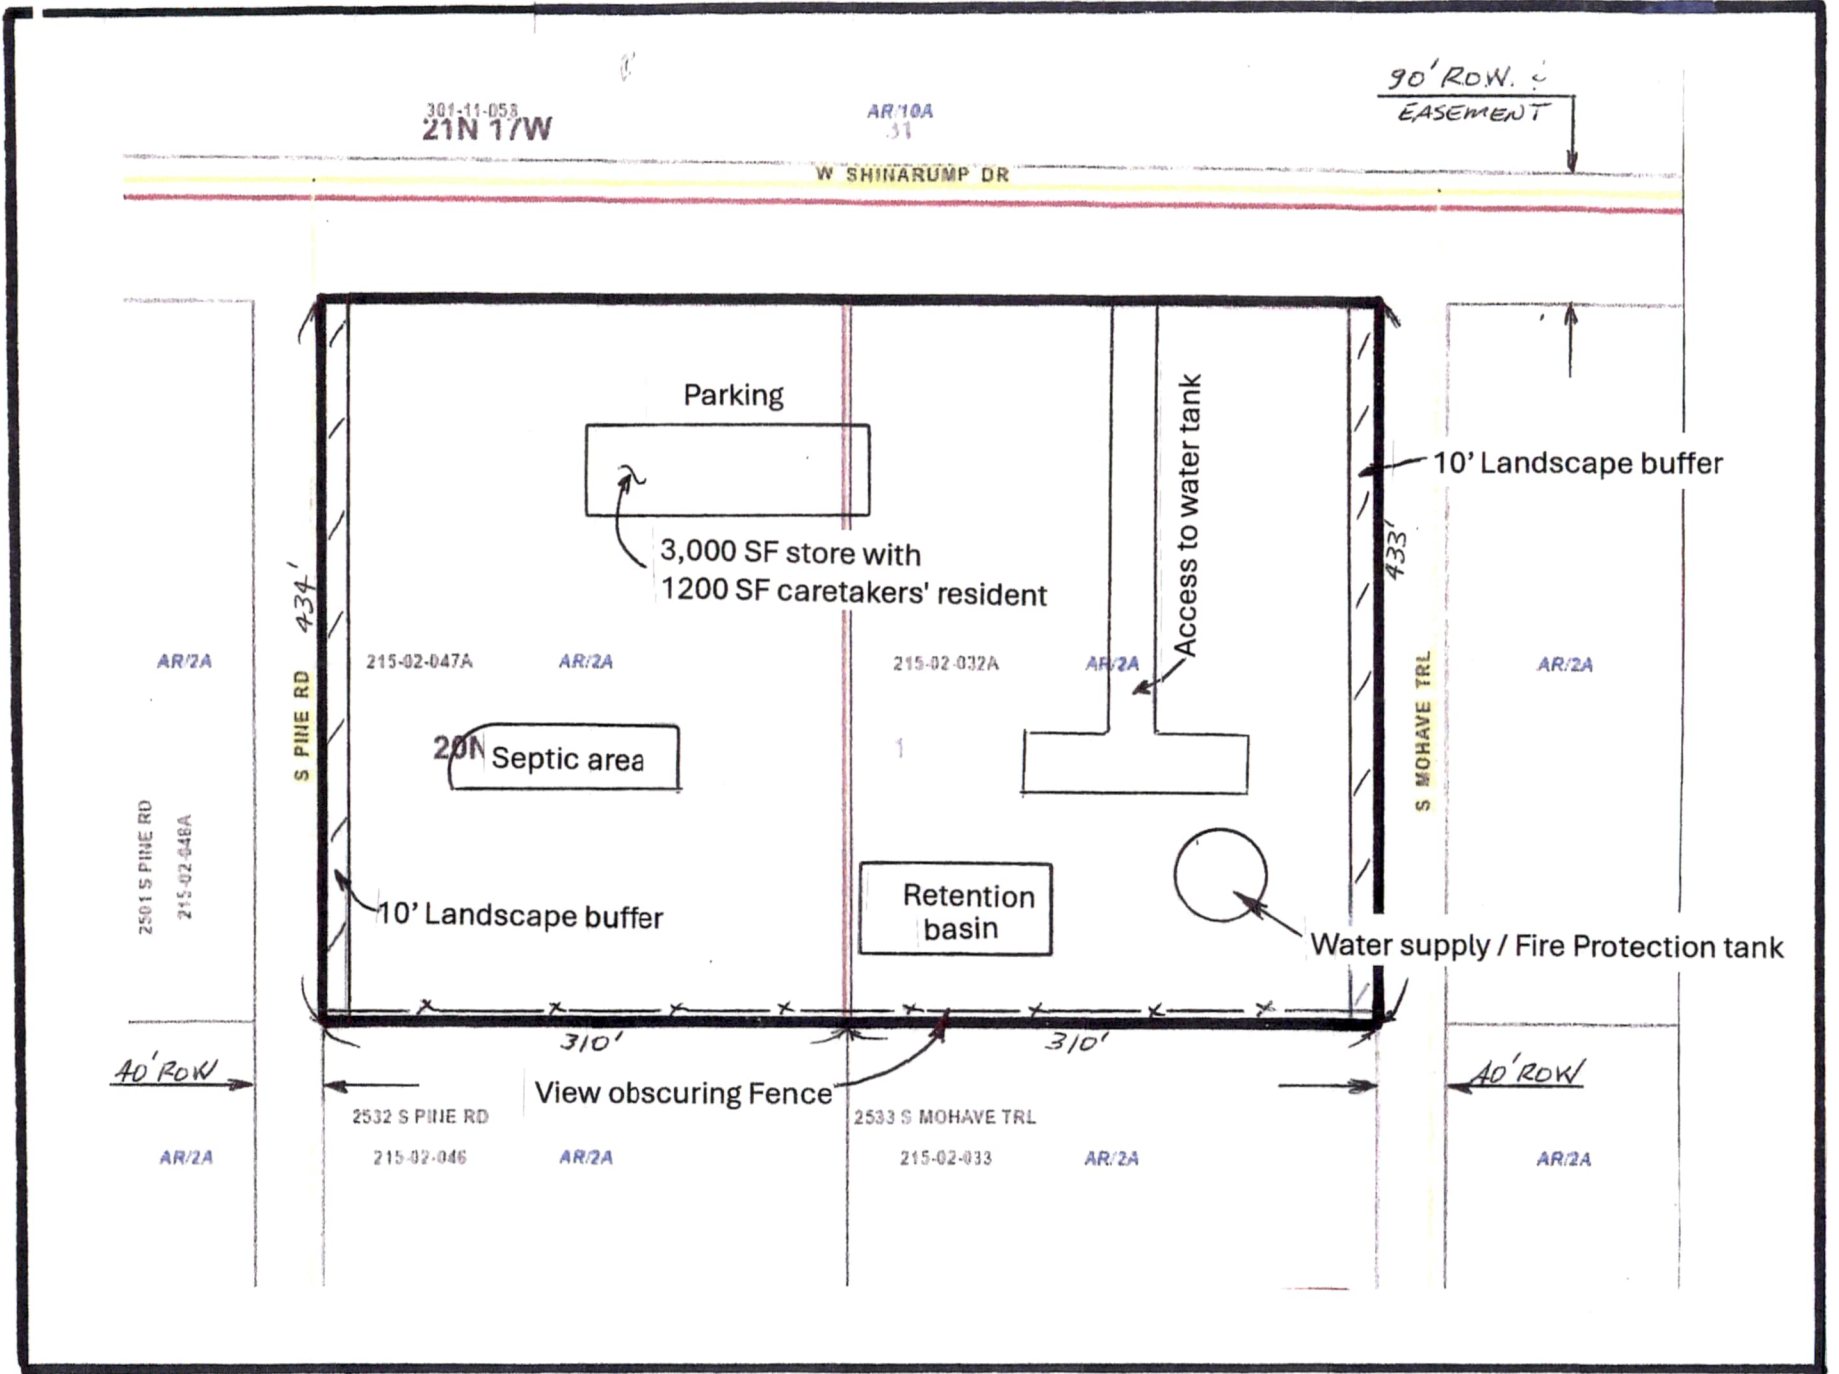 90' R.O.W. &
EASEMENT
301-11-058
21N 17W
AR/10A
31
W SHINARUMP DR
Parking
3,000 SF store with
1200 SF caretakers' resident
Access to water tank
10' Landscape buffer
434'
433'
S PINE RD
S MOHAVE TRL
AR/2A
215-02-047A
AR/2A
215-02-032A
AR/2A
AR/2A
20N
Septic area
1
2501 S PINE RD
215-02-048A
10' Landscape buffer
Retention
basin
Water supply / Fire Protection tank
310'
310'
40' ROW
40' ROW
View obscuring Fence
2532 S PINE RD
2533 S MOHAVE TRL
AR/2A
215-02-046
AR/2A
215-02-033
AR/2A
AR/2A